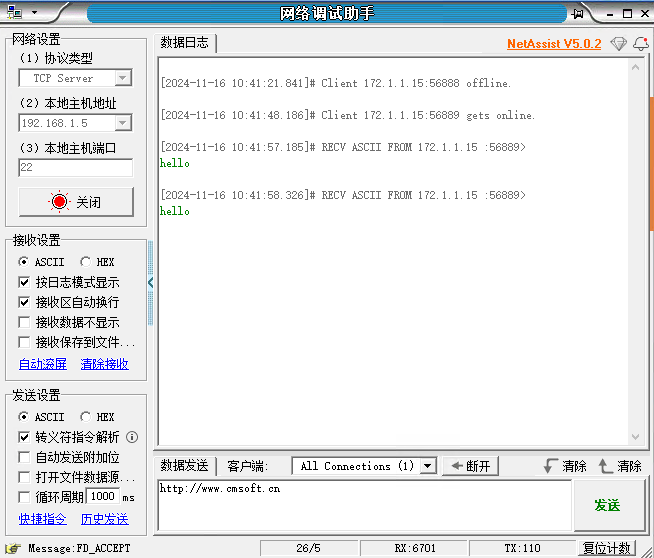 网络调试助手
网络设置
(1) 协议类型
TCP Server
(2) 本地主机地址
192.168.1.5
(3) 本地主机端口
22
关闭
接收设置
ASCII HEX
按日志模式显示
接收区自动换行
接收数据不显示
接收保存到文件...
自动滚屏 清除接收
发送设置
ASCII HEX
转义符指令解析
自动发送附加位
打开文件数据源...
循环周期 1000 ms
快捷指令 历史发送
数据日志
NetAssist V5.0.2
[2024-11-16 10:41:21.841]# Client 172.1.1.15:56888 offline.
[2024-11-16 10:41:48.186]# Client 172.1.1.15:56889 gets online.
[2024-11-16 10:41:57.185]# RECV ASCII FROM 172.1.1.15 :56889>
hello
[2024-11-16 10:41:58.326]# RECV ASCII FROM 172.1.1.15 :56889>
hello
数据发送 客户端: All Connections (1) 断开 清除 清除
http://www.cmsoft.cn
发送
Message:FD_ACCEPT 26/5 RX:6701 TX:110 复位计数